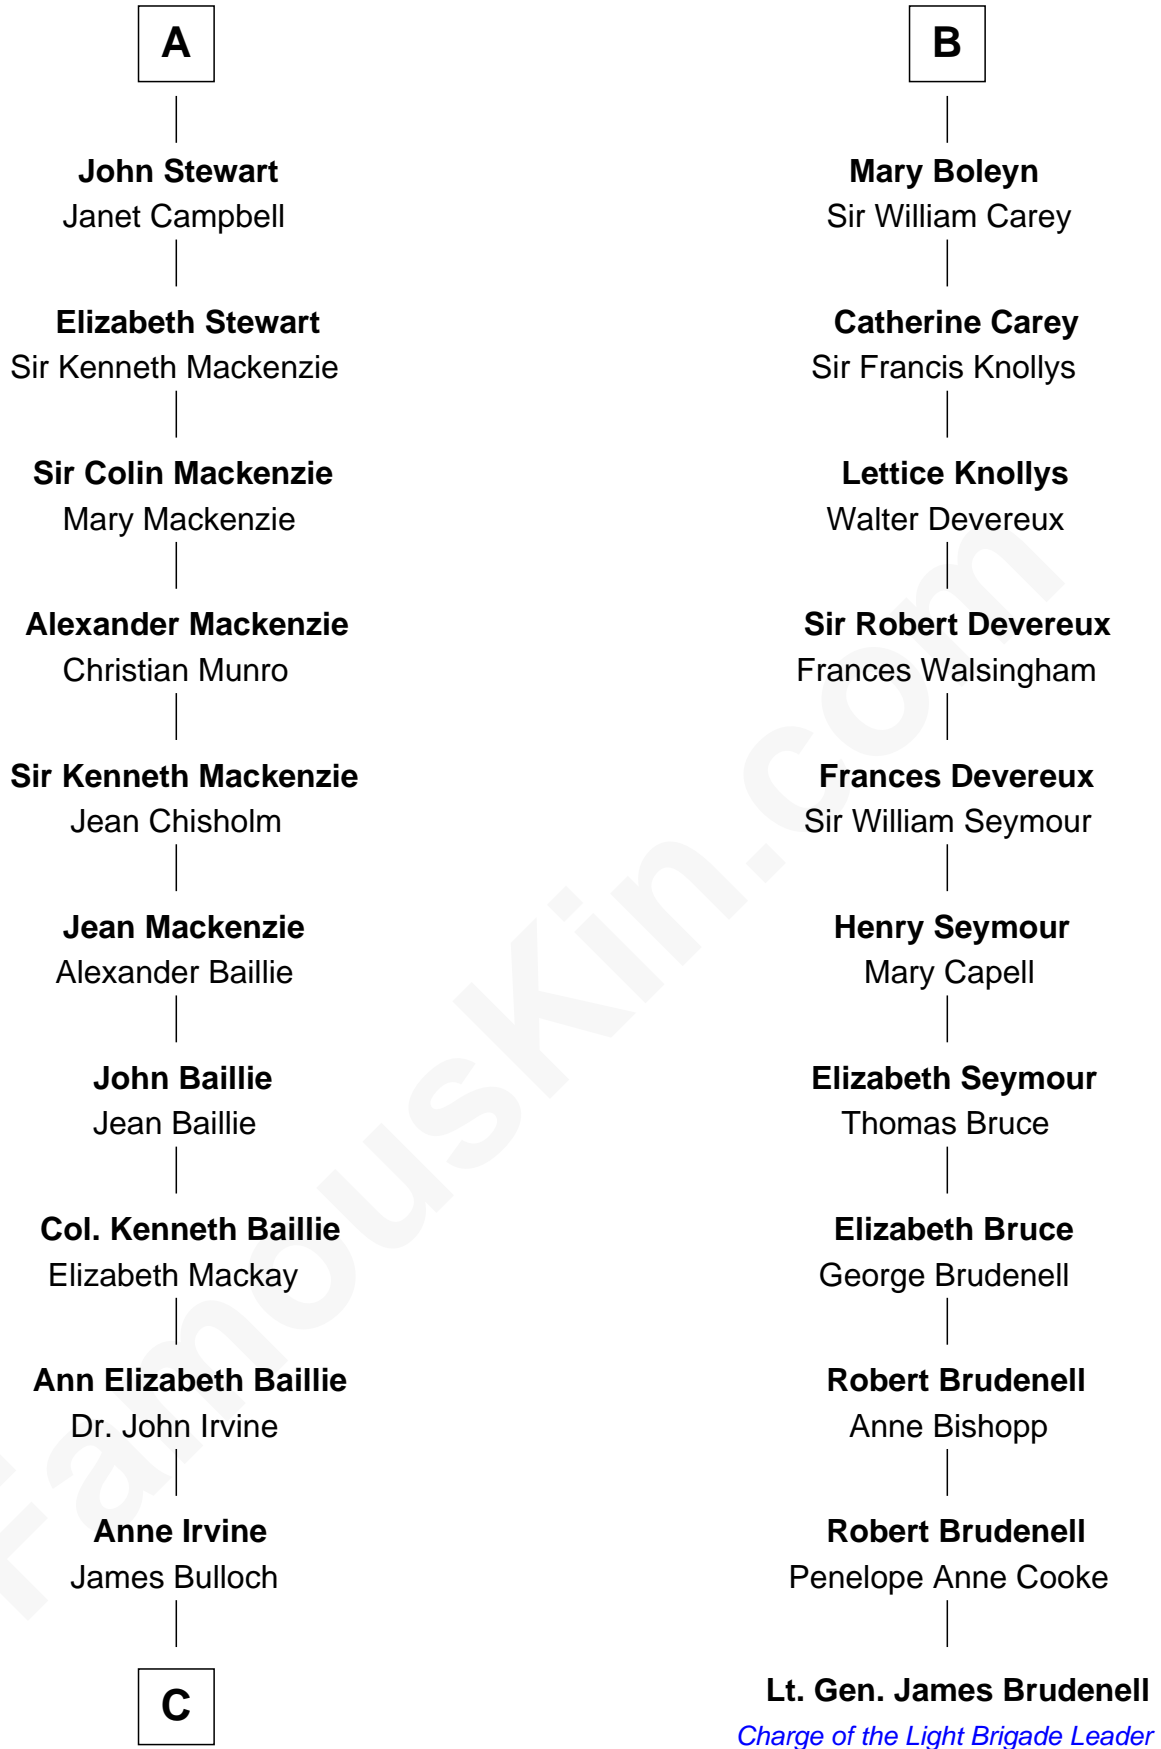 A
John Stewart
Janet Campbell
Elizabeth Stewart
Sir Kenneth Mackenzie
Sir Colin Mackenzie
Mary Mackenzie
Alexander Mackenzie
Christian Munro
Sir Kenneth Mackenzie
Jean Chisholm
Jean Mackenzie
Alexander Baillie
John Baillie
Jean Baillie
Col. Kenneth Baillie
Elizabeth Mackay
Ann Elizabeth Baillie
Dr. John Irvine
Anne Irvine
James Bulloch
C
B
Mary Boleyn
Sir William Carey
Catherine Carey
Sir Francis Knollys
Lettice Knollys
Walter Devereux
Sir Robert Devereux
Frances Walsingham
Frances Devereux
Sir William Seymour
Henry Seymour
Mary Capell
Elizabeth Seymour
Thomas Bruce
Elizabeth Bruce
George Brudenell
Robert Brudenell
Anne Bishopp
Robert Brudenell
Penelope Anne Cooke
Lt. Gen. James Brudenell
Charge of the Light Brigade Leader
FamousKin.com